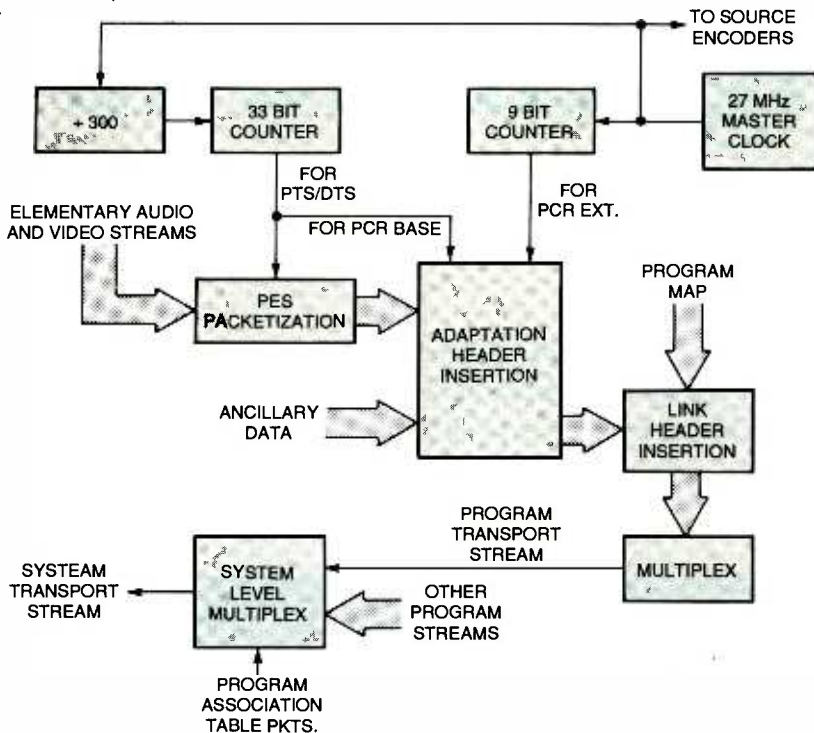 TO SOURCE
ENCODERS
+ 300
33 BIT
COUNTER
9 BIT
COUNTER
27 MHz
MASTER
CLOCK
FOR
PTS/DTS
FOR PCR BASE
FOR
PCR EXT.
ELEMENTARY AUDIO
AND VIDEO STREAMS
PES
PACKETIZATION
ADAPTATION
HEADER
INSERTION
PROGRAM
MAP
ANCILLARY
DATA
LINK
HEADER
INSERTION
PROGRAM
TRANSPORT
STREAM
MULTIPLEX
SYSTEAM
TRANSPORT
STREAM
SYSTEM
LEVEL
MULTIPLEX
OTHER
PROGRAM
STREAMS
PROGRAM
ASSOCIATION
TABLE PKTS.